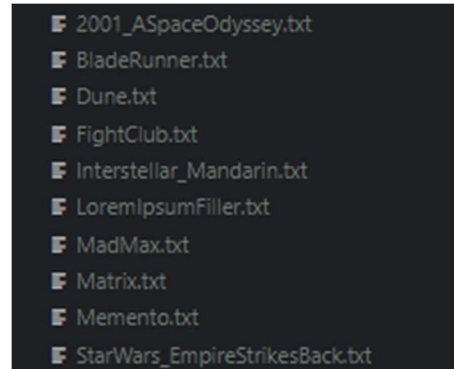 2001_ASpaceOdyssey.txt
BladeRunner.txt
Dune.txt
FightClub.txt
Interstellar_Mandarin.txt
LoremIpsumFiller.txt
MadMax.txt
Matrix.txt
Memento.txt
StarWars_EmpireStrikesBack.txt